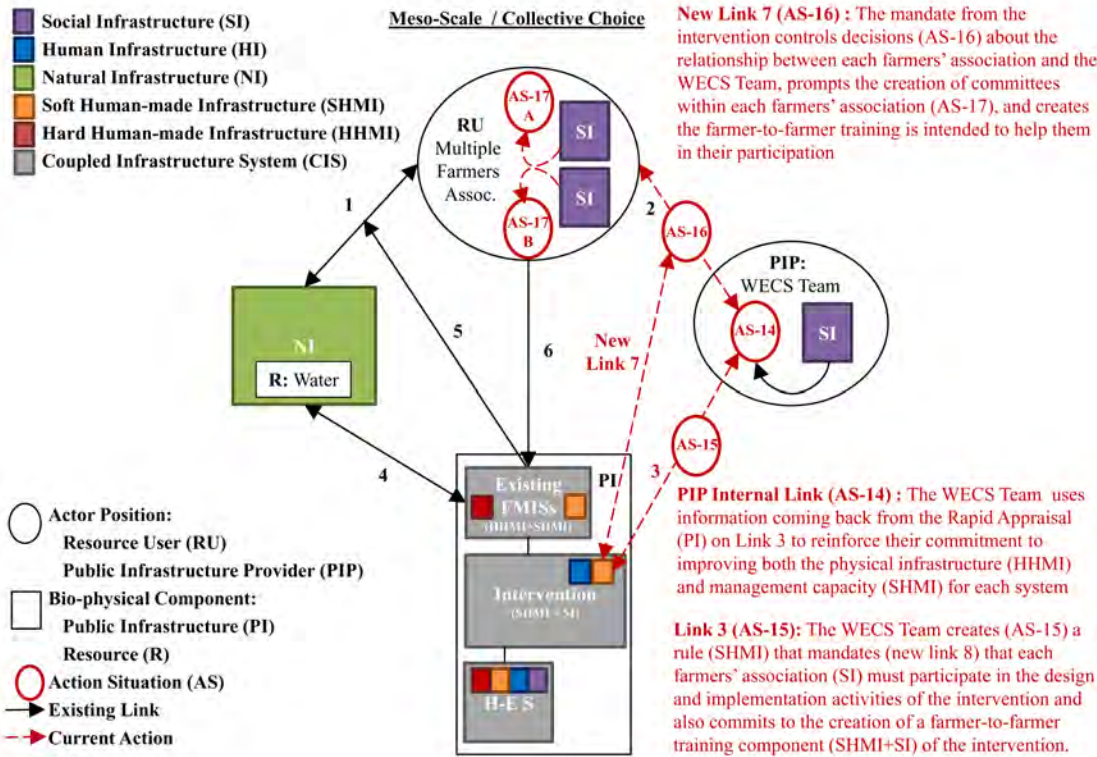 Social Infrastructure (SI)
Human Infrastructure (HI)
Natural Infrastructure (NI)
Soft Human-made Infrastructure (SHMI)
Hard Human-made Infrastructure (HHMI)
Coupled Infrastructure System (CIS)
Meso-Scale / Collective Choice
New Link 7 (AS-16) : The mandate from the
intervention controls decisions (AS-16) about the
relationship between each farmers' association and the
WECS Team, prompts the creation of committees
within each farmers' association (AS-17), and creates
the farmer-to-farmer training is intended to help them
in their participation
RU
Multiple
Farmers
Assoc.
AS-17
A
SI
SI
AS-17
B
1
2
AS-16
PIP:
WECS Team
AS-14
SI
NI
R: Water
5
6
New
Link 7
AS-15
3
4
PI
Existing
FMISs
(HHMI+SHMI)
Intervention
(SHMI + SI)
H-E S
PIP Internal Link (AS-14) : The WECS Team uses
information coming back from the Rapid Appraisal
(PI) on Link 3 to reinforce their commitment to
improving both the physical infrastructure (HHMI)
and management capacity (SHMI) for each system
Link 3 (AS-15): The WECS Team creates (AS-15) a
rule (SHMI) that mandates (new link 8) that each
farmers' association (SI) must participate in the design
and implementation activities of the intervention and
also commits to the creation of a farmer-to-farmer
training component (SHMI+SI) of the intervention.
Actor Position:
Resource User (RU)
Public Infrastructure Provider (PIP)
Bio-physical Component:
Public Infrastructure (PI)
Resource (R)
Action Situation (AS)
Existing Link
Current Action